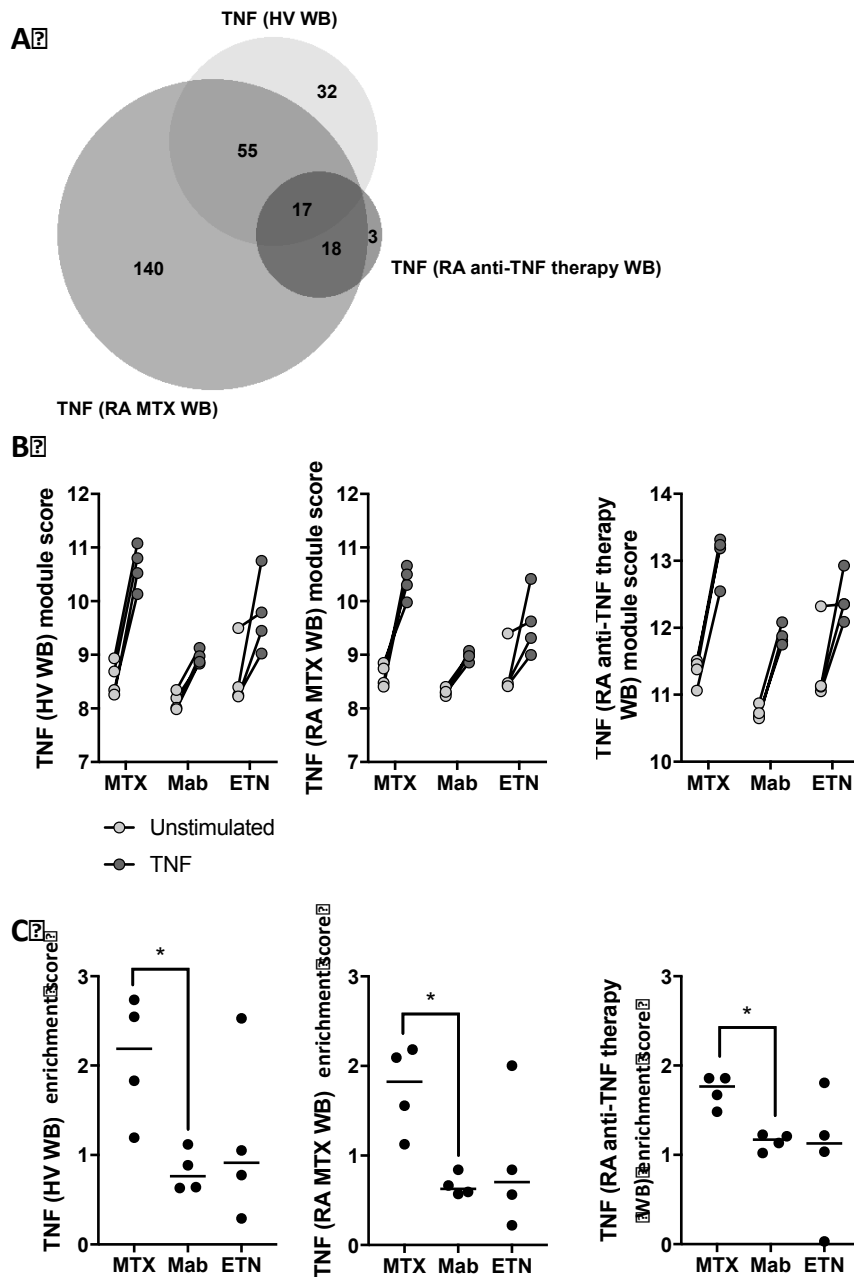 A⍰
TNF (HV WB)
32
55
17
18
3
140
TNF (RA anti-TNF therapy WB)
TNF (RA MTX WB)
B⍰
TNF (HV WB) module score
12
11
10
9
8
7
MTX Mab ETN
TNF (RA MTX WB) module score
12
11
10
9
8
7
MTX Mab ETN
TNF (RA anti-TNF therapy
WB) module score
14
13
12
11
10
MTX Mab ETN
Unstimulated
TNF
C⍰
TNF (HV WB) enrichment⍰score⍰
3
2
1
0
*
MTX Mab ETN
TNF (RA MTX WB) enrichment⍰score⍰
3
2
1
0
*
MTX Mab ETN
TNF (RA anti-TNF therapy
⍰WB)⍰enrichment⍰score⍰
3
2
1
0
*
MTX Mab ETN